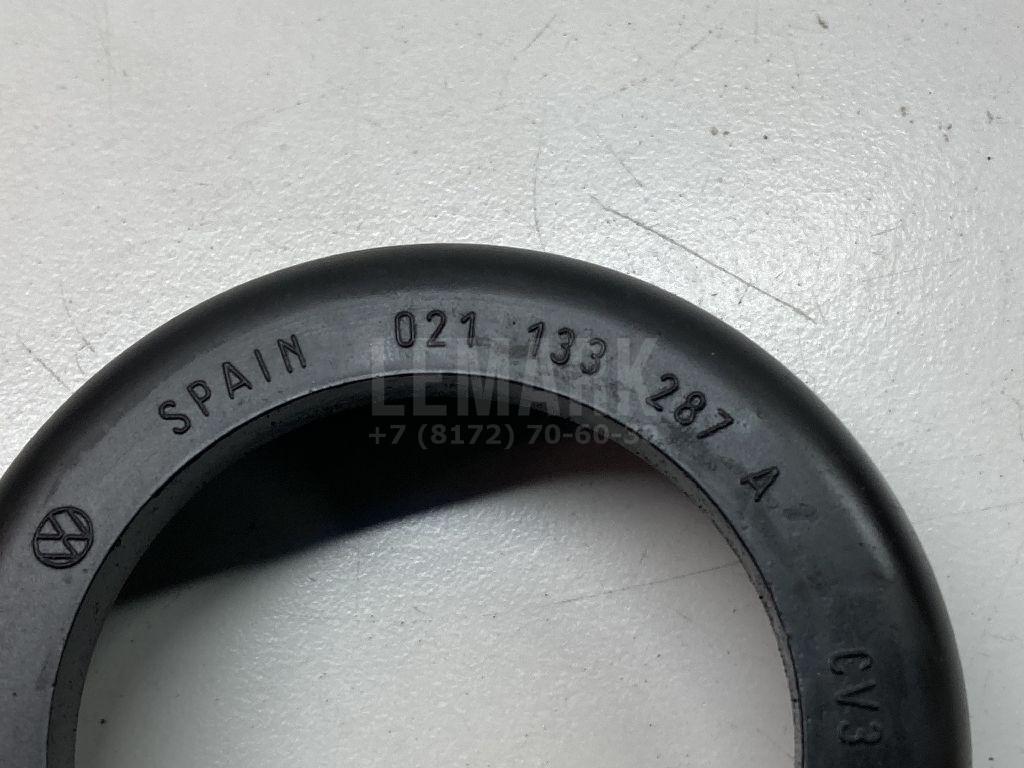 SPAIN 021 133 287 A
CV3
LEMARK
+7 (8172) 70-60-3